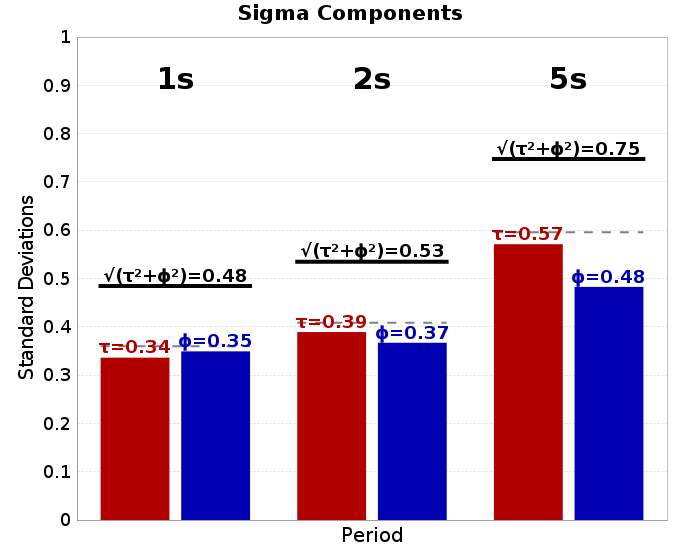 Sigma Components
1
0.9
0.8
0.7
0.6
0.5
0.4
0.3
0.2
0.1
0
Standard Deviations
1s
2s
5s
√(τ²+ϕ²)=0.48
√(τ²+ϕ²)=0.53
√(τ²+ϕ²)=0.75
τ=0.34
ϕ=0.35
τ=0.39
ϕ=0.37
τ=0.57
ϕ=0.48
Period